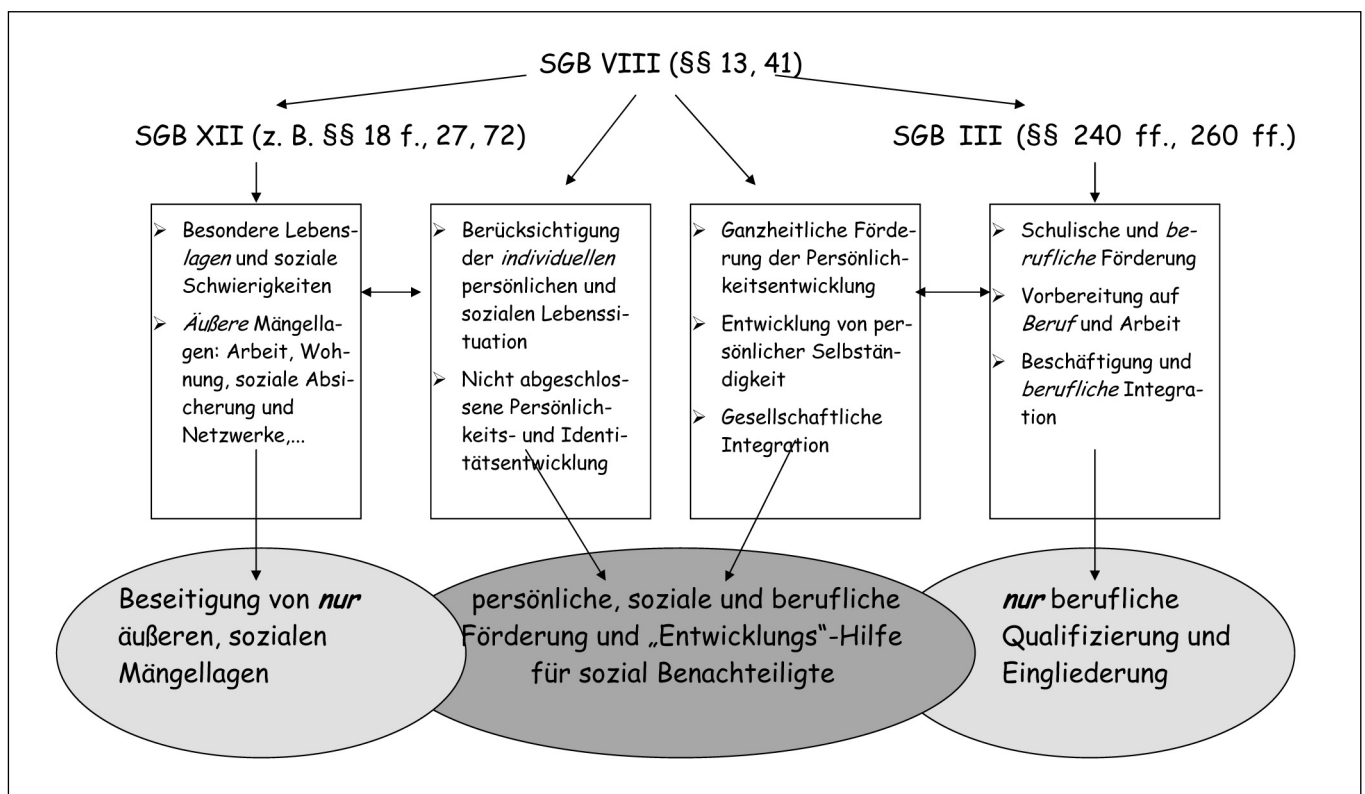 SGB VIII (§§ 13, 41)
SGB XII (z. B. §§ 18 f., 27, 72)
SGB III (§§ 240 ff., 260 ff.)
➢ Besondere Lebens-
lagen und soziale
Schwierigkeiten
➢ Äußere Mängella-
gen: Arbeit, Woh-
nung, soziale Absi-
cherung und
Netzwerke,...
➢ Berücksichtigung
der individuellen
persönlichen und
sozialen Lebenssi-
tuation
➢ Nicht abgeschlos-
sene Persönlich-
keits- und Identi-
tätsentwicklung
➢ Ganzheitliche Förde-
rung der Persönlich-
keitsentwicklung
➢ Entwicklung von per-
sönlicher Selbstän-
digkeit
➢ Gesellschaftliche
Integration
➢ Schulische und be-
rufliche Förderung
➢ Vorbereitung auf
Beruf und Arbeit
➢ Beschäftigung und
berufliche Integra-
tion
Beseitigung von nur
äußeren, sozialen
Mängellagen
persönliche, soziale und berufliche
Förderung und „Entwicklungs“-Hilfe
für sozial Benachteiligte
nur berufliche
Qualifizierung und
Eingliederung